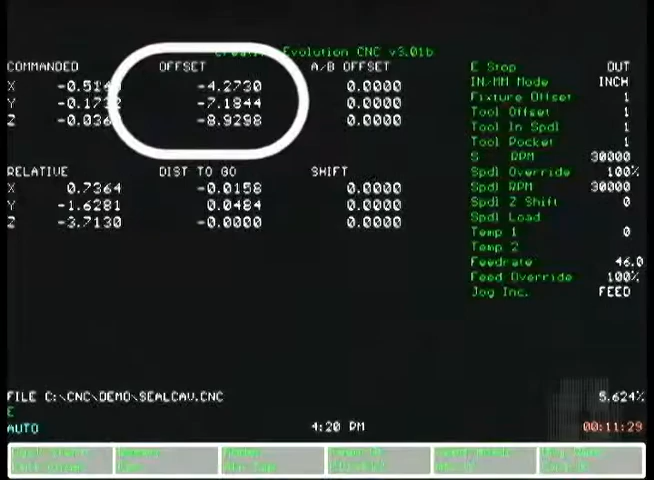 Evolution CNC v3.01b
COMMANDED OFFSET A/B OFFSET
X -4.2730 0.0000
Y -7.1844 0.0000
Z -8.9298 0.0000
RELATIVE DIST TO GO SHIFT
X 0.7364 -0.0158 0.0000
Y -1.6281 0.0484 0.0000
Z -3.7130 -0.0000 0.0000
E Stop OUT
IN/MM Mode INCH
Fixture Offset 1
Tool Offset 1
Tool In Spdl 1
Tool Pocket 1
S RPM 30000
Spdl Override 100%
Spdl RPM 30000
Spdl Z Shift 0
Spdl Load
Temp 1 0
Temp 2
Feedrate 46.0
Feed Override 100%
Jog Inc. FEED
FILE C:\CNC\DEMO\SEALCAV.CNC 5.624%
E
AUTO 4:20 PM 00:11:29